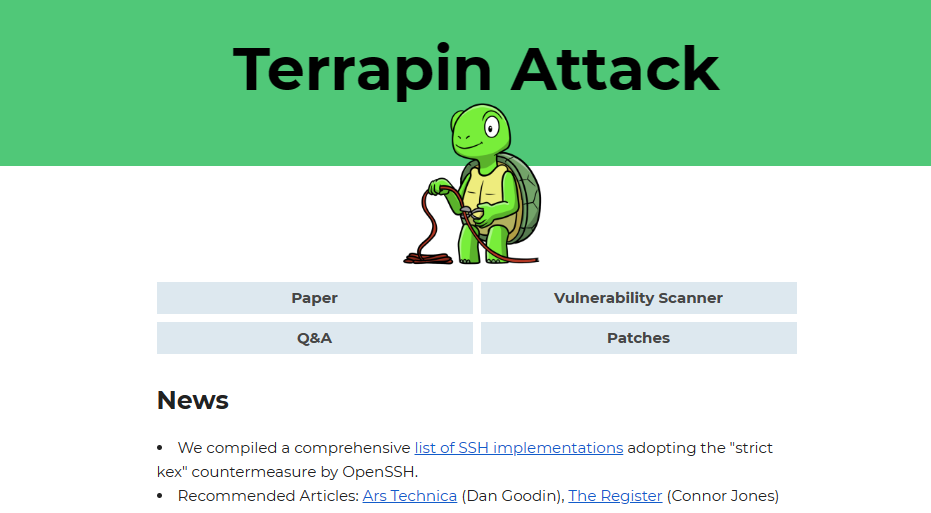 Terrapin Attack
Paper
Vulnerability Scanner
Q&A
Patches
News
• We compiled a comprehensive list of SSH implementations adopting the "strict
kex" countermeasure by OpenSSH.
• Recommended Articles: Ars Technica (Dan Goodin), The Register (Connor Jones)